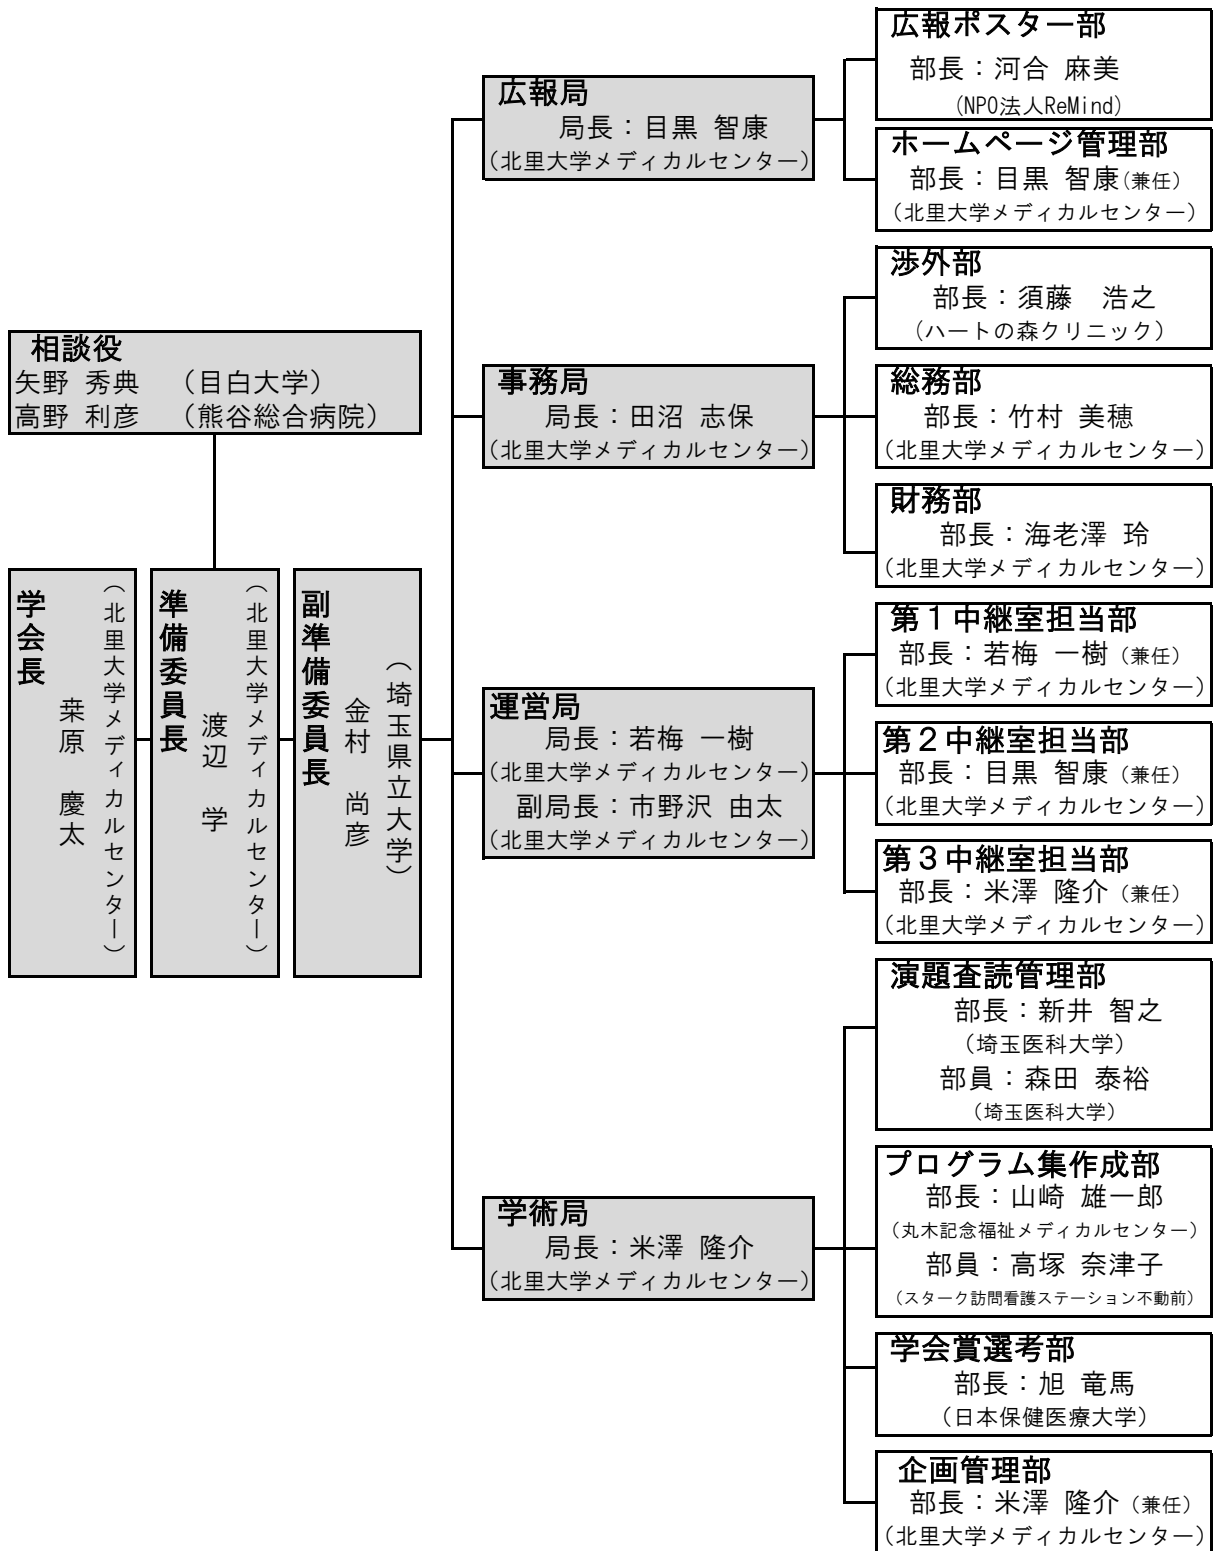 相談役
矢野 秀典 （目白大学）
高野 利彦 （熊谷総合病院）
学会長
桒原 慶太
（北里大学メディカルセンター）
準備委員長
渡辺 学
（北里大学メディカルセンター）
副準備委員長
金村 尚彦
（埼玉県立大学）
広報局
局長：目黒 智康
（北里大学メディカルセンター）
広報ポスター部
部長：河合 麻美
（NPO法人ReMind）
ホームページ管理部
部長：目黒 智康（兼任）
（北里大学メディカルセンター）
事務局
局長：田沼 志保
（北里大学メディカルセンター）
渉外部
部長：須藤　浩之
（ハートの森クリニック）
総務部
部長：竹村 美穂
（北里大学メディカルセンター）
財務部
部長：海老澤 玲
（北里大学メディカルセンター）
運営局
局長：若梅 一樹
（北里大学メディカルセンター）
副局長：市野沢 由太
（北里大学メディカルセンター）
第１中継室担当部
部長：若梅 一樹（兼任）
（北里大学メディカルセンター）
第２中継室担当部
部長：目黒 智康（兼任）
（北里大学メディカルセンター）
第３中継室担当部
部長：米澤 隆介（兼任）
（北里大学メディカルセンター）
学術局
局長：米澤 隆介
（北里大学メディカルセンター）
演題査読管理部
部長：新井 智之
（埼玉医科大学）
部員：森田 泰裕
（埼玉医科大学）
プログラム集作成部
部長：山崎 雄一郎
（丸木記念福祉メディカルセンター）
部員：高塚 奈津子
（スターク訪問看護ステーション不動前）
学会賞選考部
部長：旭 竜馬
（日本保健医療大学）
企画管理部
部長：米澤 隆介（兼任）
（北里大学メディカルセンター）